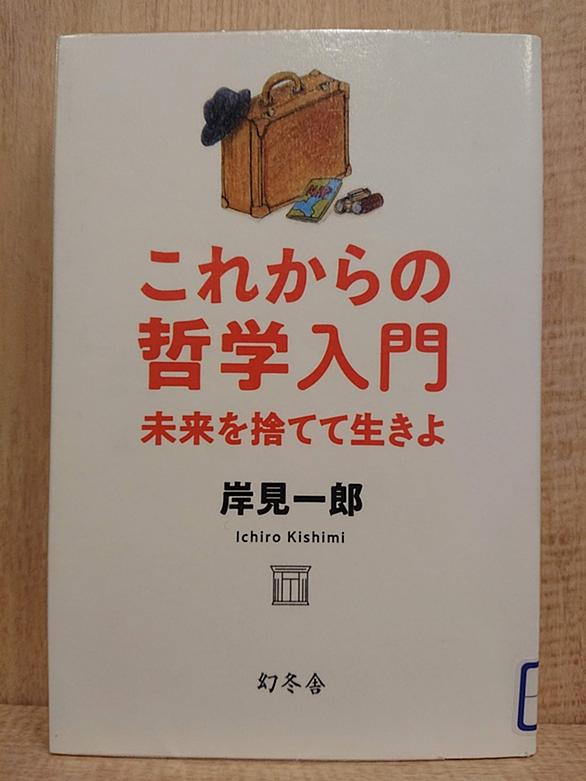 MAP
これからの
哲学入門
未来を捨てて生きよ
岸見一郎
Ichiro Kishimi
幻冬舎